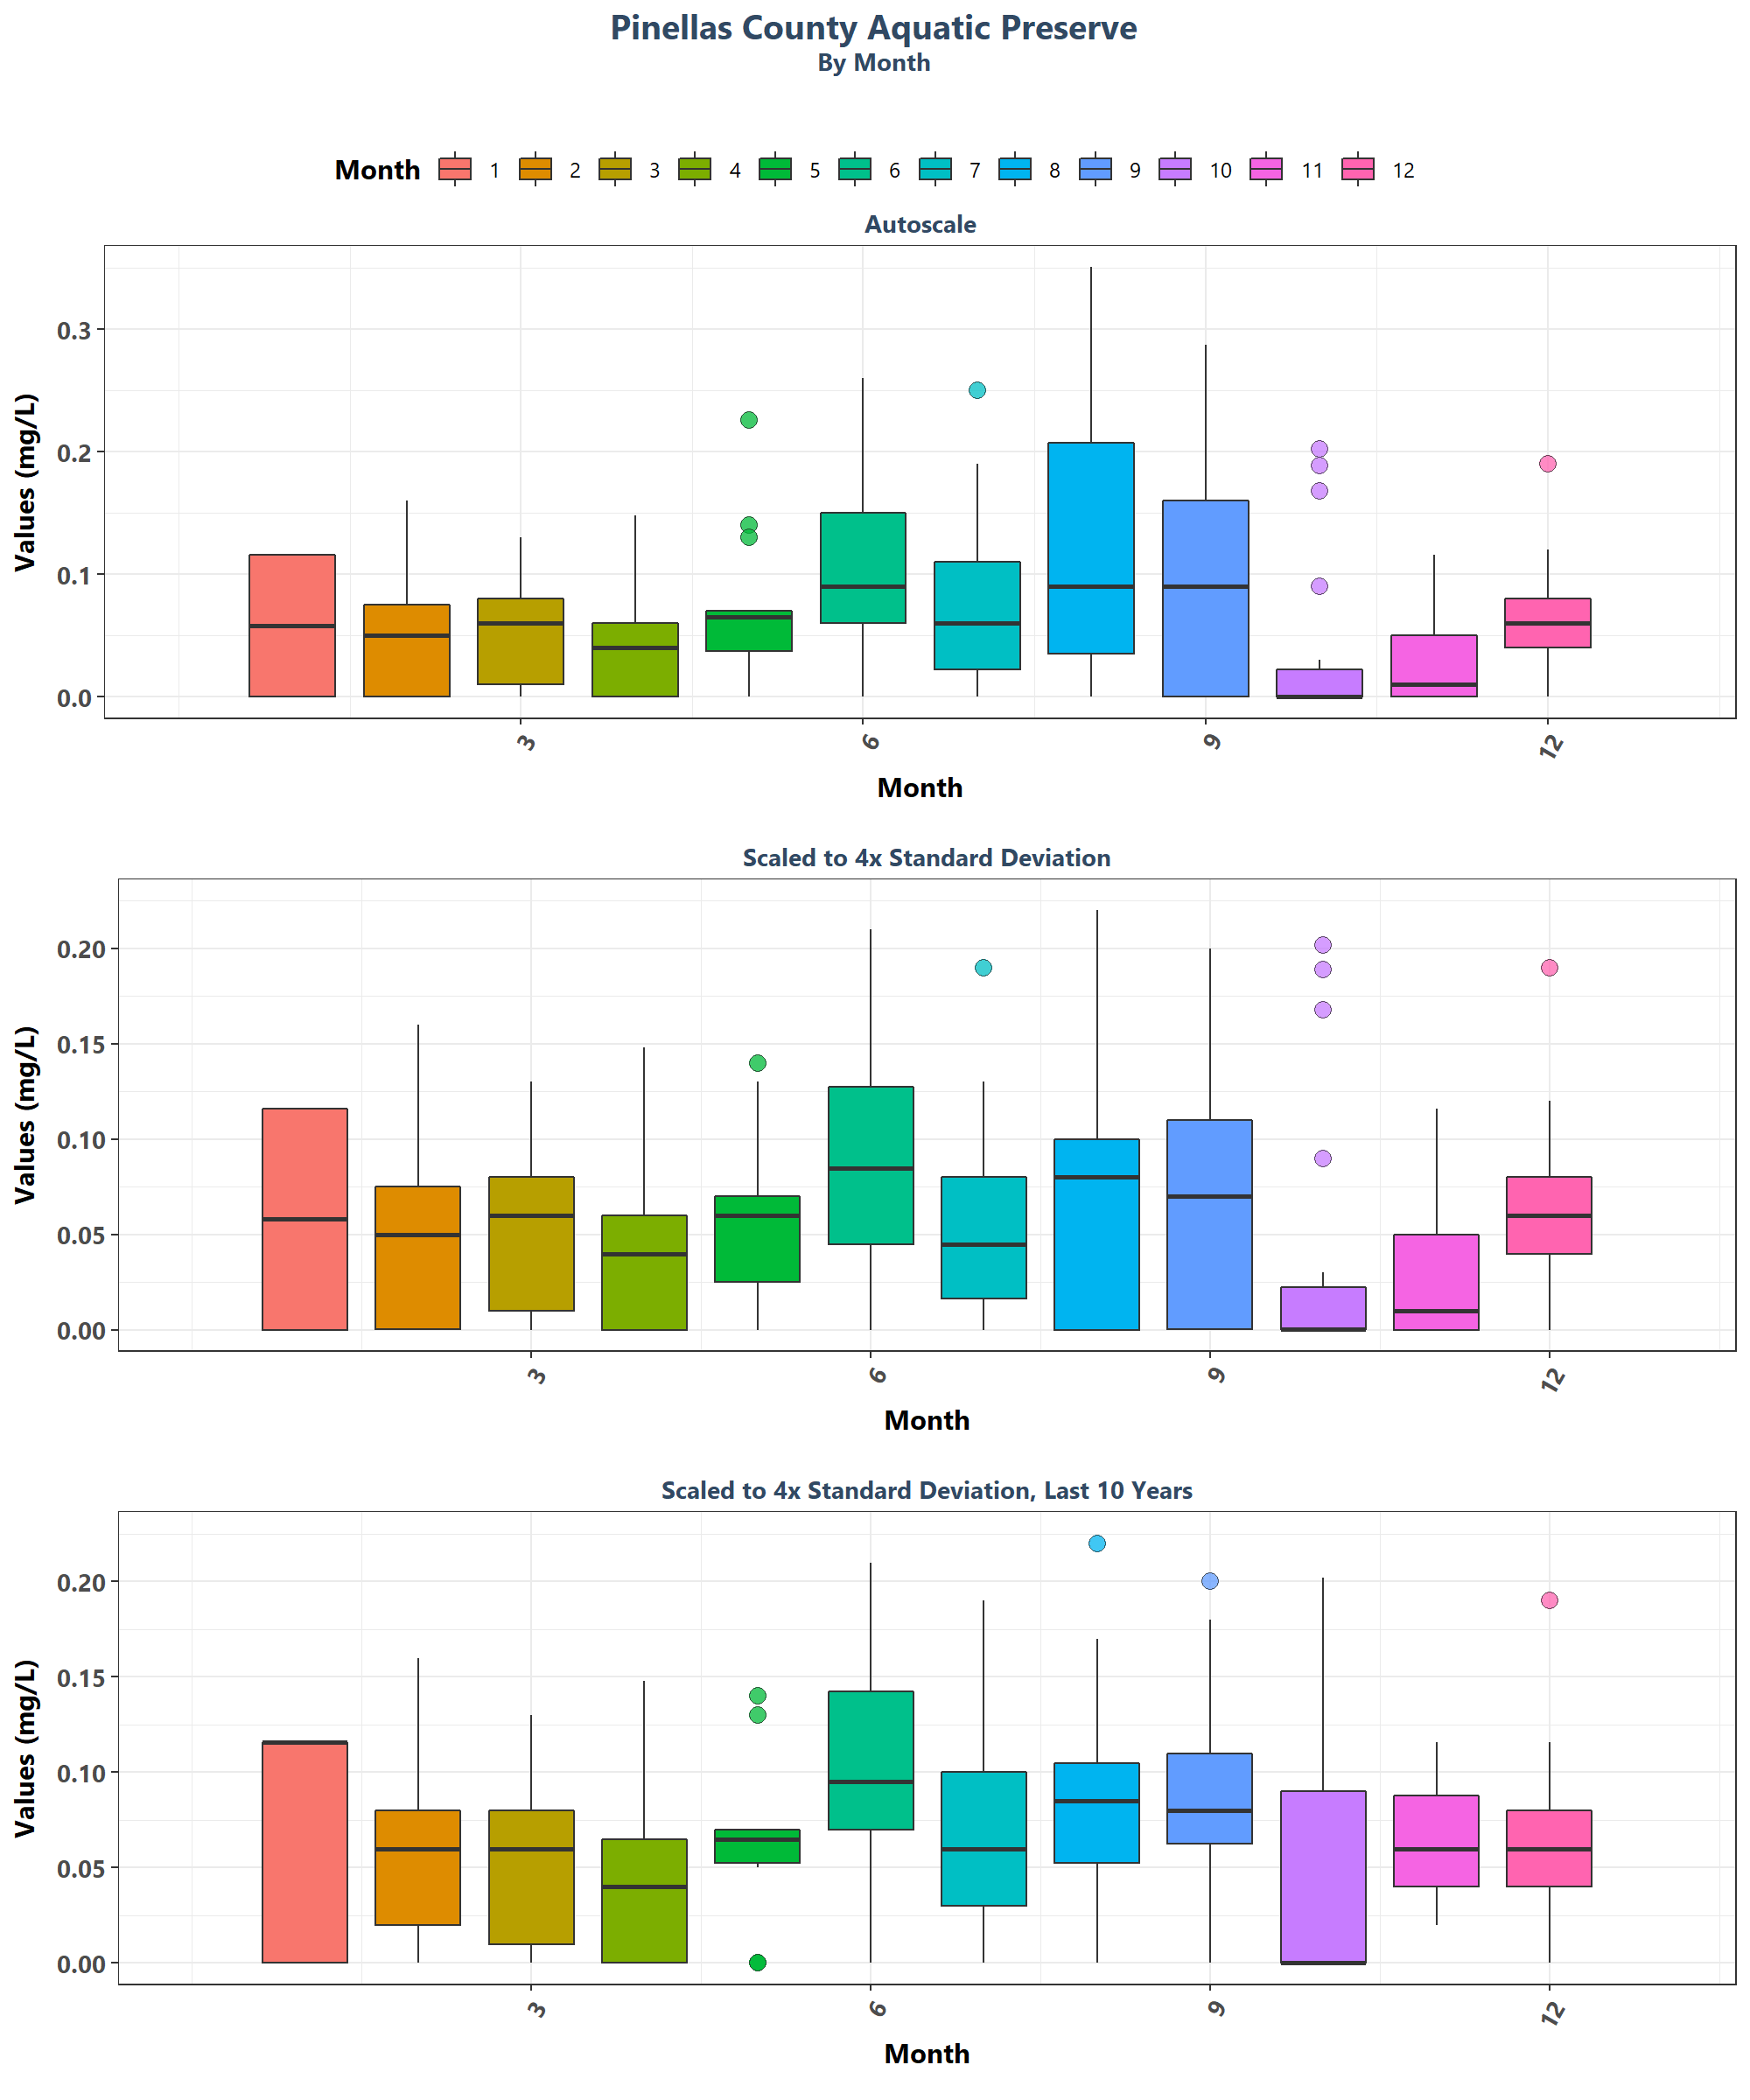 Pinellas County Aquatic Preserve
By Month
Month 1 2 3 4 5 6 7 8 9 10 11 12
Autoscale
Values (mg/L)
0.3
0.2
0.1
0.0
3 6 9 12
Month
Scaled to 4x Standard Deviation
Values (mg/L)
0.20
0.15
0.10
0.05
0.00
3 6 9 12
Month
Scaled to 4x Standard Deviation, Last 10 Years
Values (mg/L)
0.20
0.15
0.10
0.05
0.00
3 6 9 12
Month